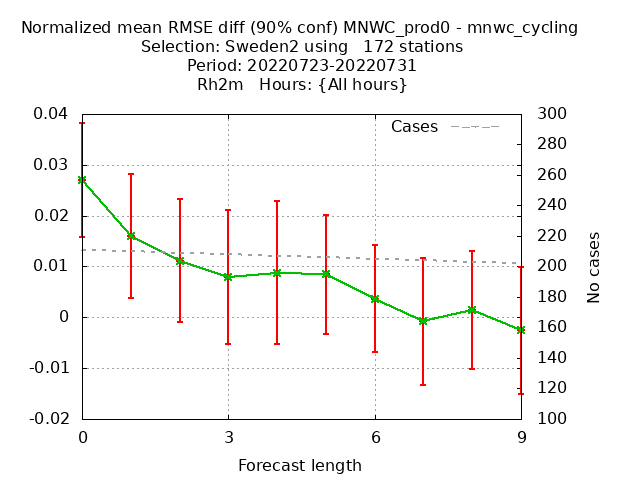 Normalized mean RMSE diff (90% conf) MNWC_prod0 - mnwc_cycling
Selection: Sweden2 using   172 stations
Period: 20220723-20220731
Rh2m   Hours: {All hours}
Cases
0.04
0.03
0.02
0.01
0
-0.01
-0.02
300
280
260
240
220
200
180
160
140
120
100
No cases
0 3 6 9
Forecast length